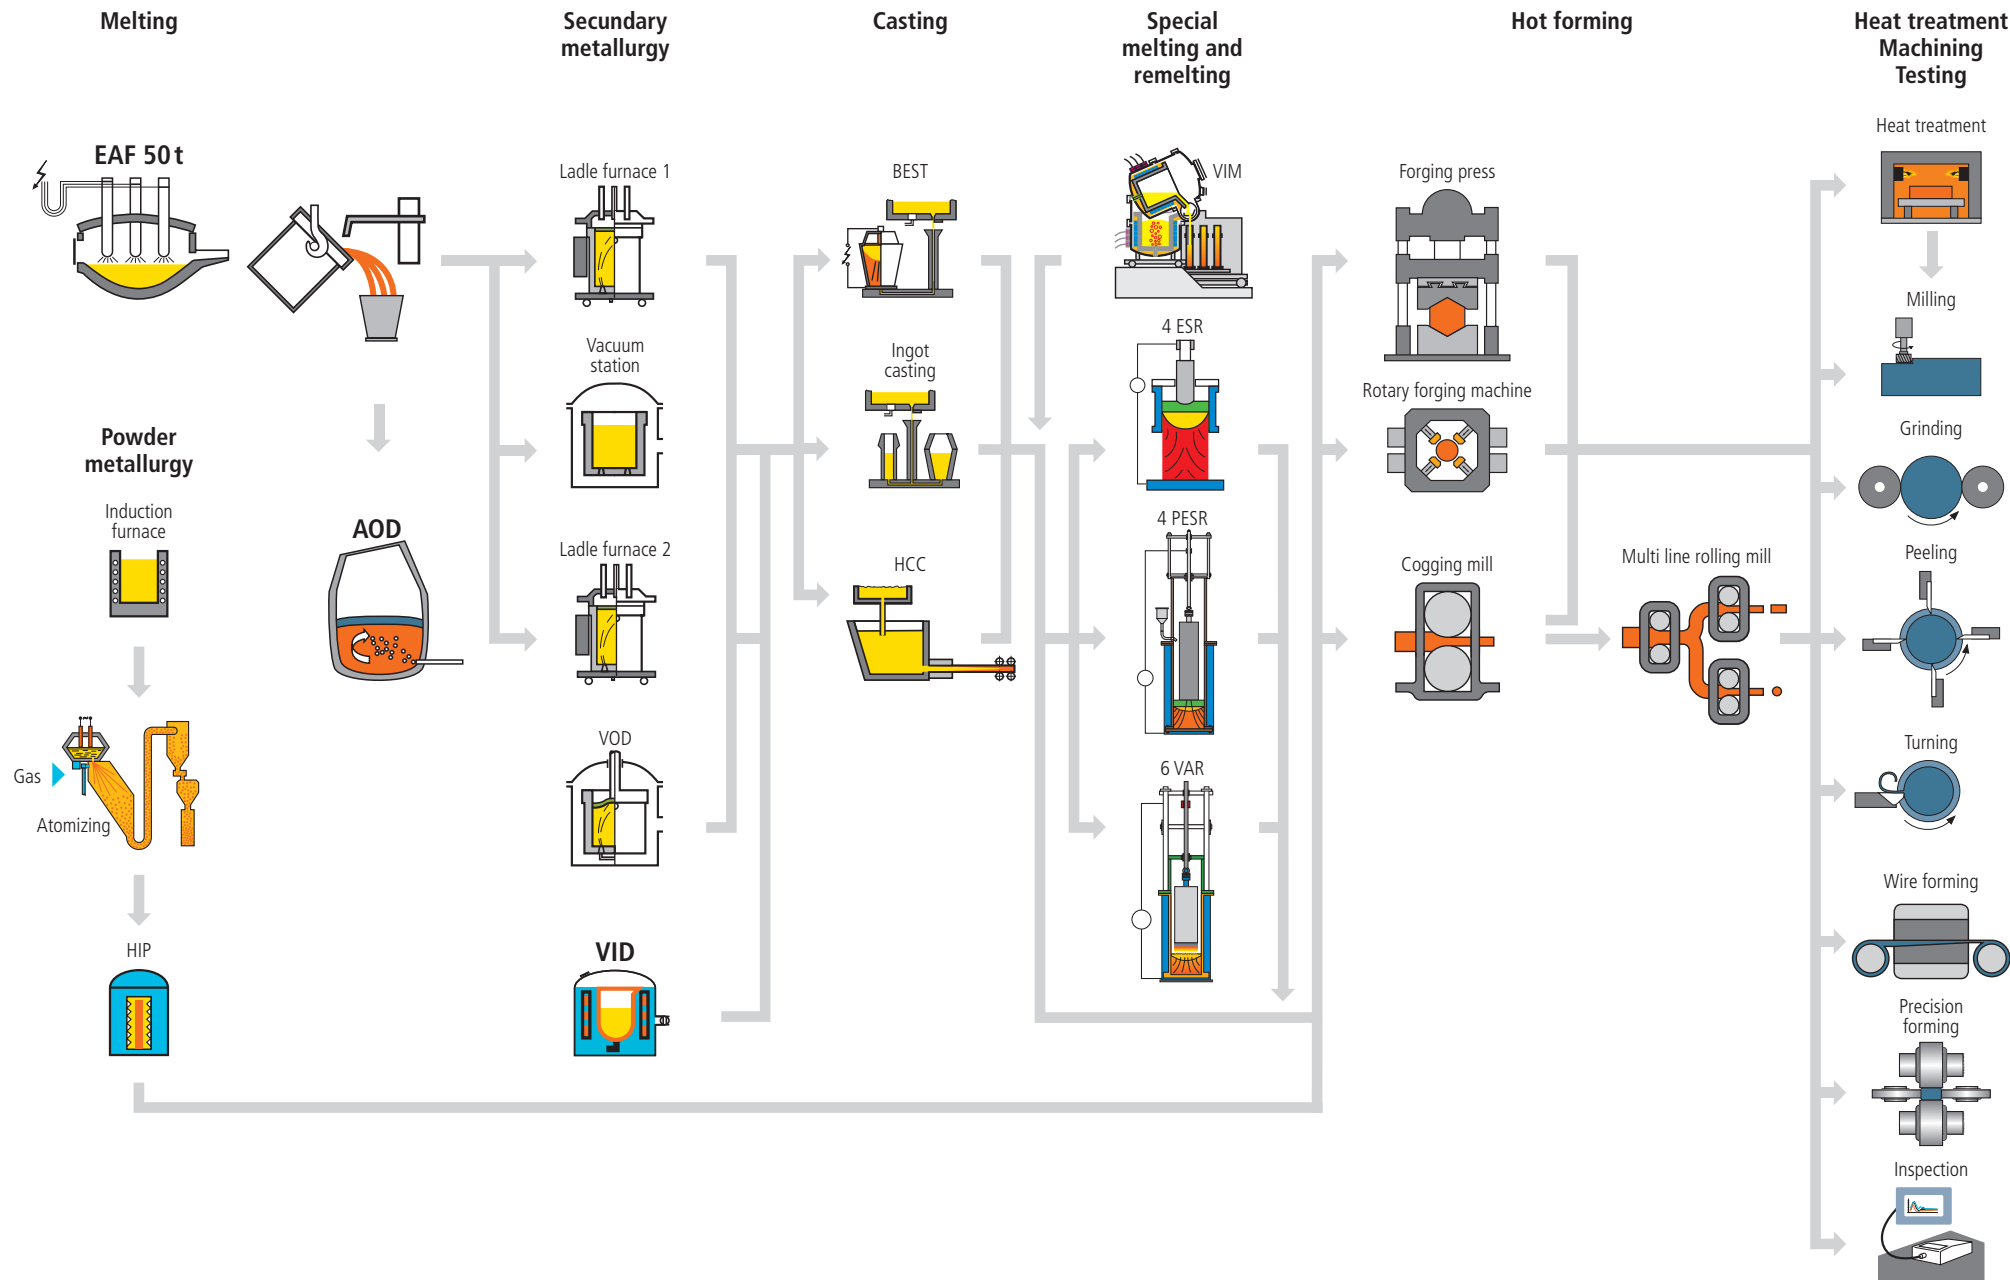 Melting
Secundary
metallurgy
Casting
Special
melting and
remelting
Hot forming
Heat treatment
Machining
Testing
EAF 50 t
Powder
metallurgy
Induction
furnace
Gas
Atomizing
HIP
AOD
Ladle furnace 1
Vacuum
station
Ladle furnace 2
VOD
VID
BEST
Ingot
casting
HCC
VIM
4 ESR
4 PESR
6 VAR
Forging press
Rotary forging machine
Cogging mill
Multi line rolling mill
Heat treatment
Milling
Grinding
Peeling
Turning
Wire forming
Precision
forming
Inspection